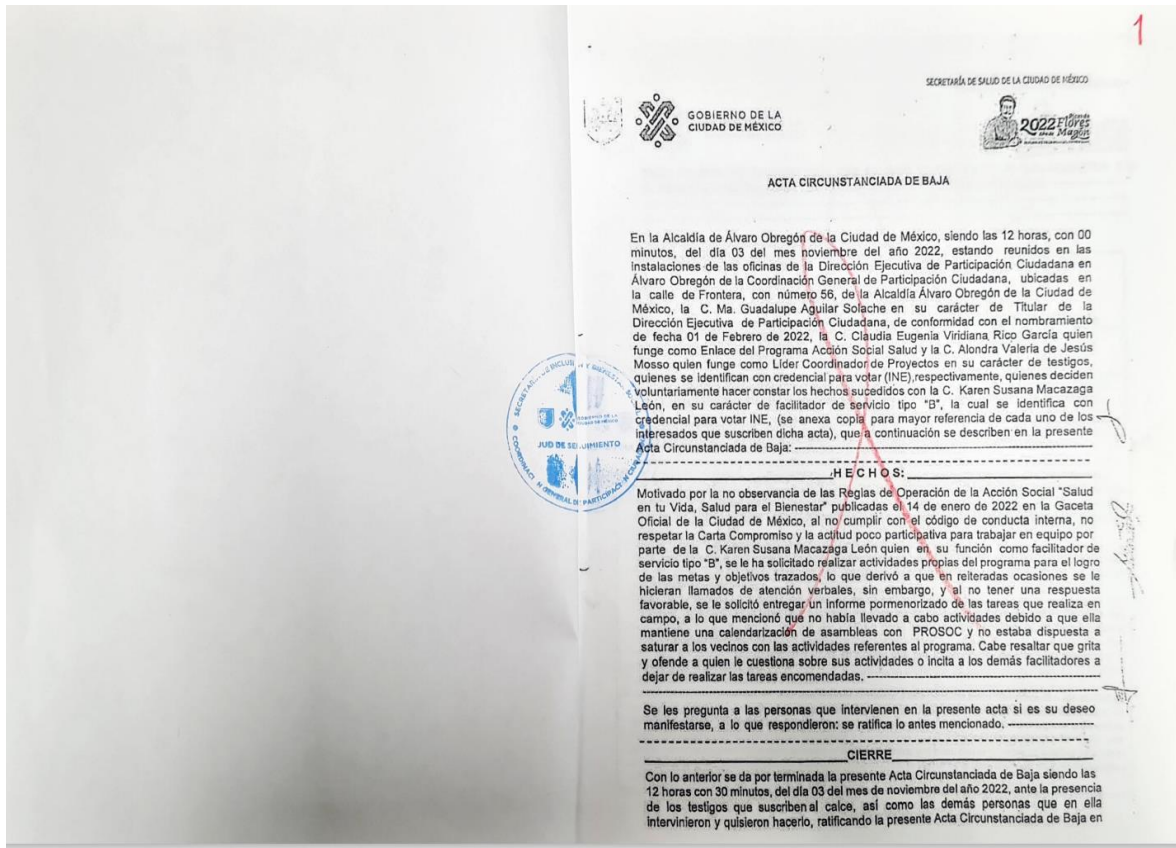 1
SECRETARÍA DE SALUD DE LA CIUDAD DE MÉXICO
GOBIERNO DE LA
CIUDAD DE MÉXICO
2022 Flores
Magón
ACTA CIRCUNSTANCIADA DE BAJA
En la Alcaldía de Álvaro Obregón de la Ciudad de México, siendo las 12 horas, con 00
minutos, del día 03 del mes noviembre del año 2022, estando reunidos en las
instalaciones de las oficinas de la Dirección Ejecutiva de Participación Ciudadana en
Álvaro Obregón de la Coordinación General de Participación Ciudadana, ubicadas en
la calle de Frontera, con número 56, de la Alcaldía Álvaro Obregón de la Ciudad de
México, la C. Ma. Guadalupe Aguilar Solache en su carácter de Titular de la
Dirección Ejecutiva de Participación Ciudadana, de conformidad con el nombramiento
de fecha 01 de Febrero de 2022, la C. Claudia Eugenia Viridiana Rico García quien
funge como Enlace del Programa Acción Social Salud y la C. Alondra Valeria de Jesús
Mosso quien funge como Líder Coordinador de Proyectos en su carácter de testigos,
quienes se identifican con credencial para votar (INE),respectivamente, quienes deciden
voluntariamente hacer constar los hechos sucedidos con la C. Karen Susana Macazaga
León, en su carácter de facilitador de servicio tipo "B", la cual se identifica con
credencial para votar INE, (se anexa copia para mayor referencia de cada uno de los
interesados que suscriben dicha acta), que a continuación se describen en la presente
Acta Circunstanciada de Baja:
JUD DE SEGUIMIENTO
H E C H O S:
Motivado por la no observancia de las Reglas de Operación de la Acción Social "Salud
en tu Vida, Salud para el Bienestar" publicadas el 14 de enero de 2022 en la Gaceta
Oficial de la Ciudad de México, al no cumplir con el código de conducta interna, no
respetar la Carta Compromiso y la actitud poco participativa para trabajar en equipo por
parte de la C. Karen Susana Macazaga León quien en su función como facilitador de
servicio tipo "B", se le ha solicitado realizar actividades propias del programa para el logro
de las metas y objetivos trazados, lo que derivó a que en reiteradas ocasiones se le
hicieran llamados de atención verbales, sin embargo, y al no tener una respuesta
favorable, se le solicitó entregar un informe pormenorizado de las tareas que realiza en
campo, a lo que mencionó que no había llevado a cabo actividades debido a que ella
mantiene una calendarización de asambleas con PROSOC y no estaba dispuesta a
saturar a los vecinos con las actividades referentes al programa. Cabe resaltar que grita
y ofende a quien le cuestiona sobre sus actividades o incita a los demás facilitadores a
dejar de realizar las tareas encomendadas.
Se les pregunta a las personas que intervienen en la presente acta si es su deseo
manifestarse, a lo que respondieron: se ratifica lo antes mencionado.
CIERRE
Con lo anterior se da por terminada la presente Acta Circunstanciada de Baja siendo las
12 horas con 30 minutos, del día 03 del mes de noviembre del año 2022, ante la presencia
de los testigos que suscriben al calce, así como las demás personas que en ella
intervinieron y quisieron hacerlo, ratificando la presente Acta Circunstanciada de Baja en